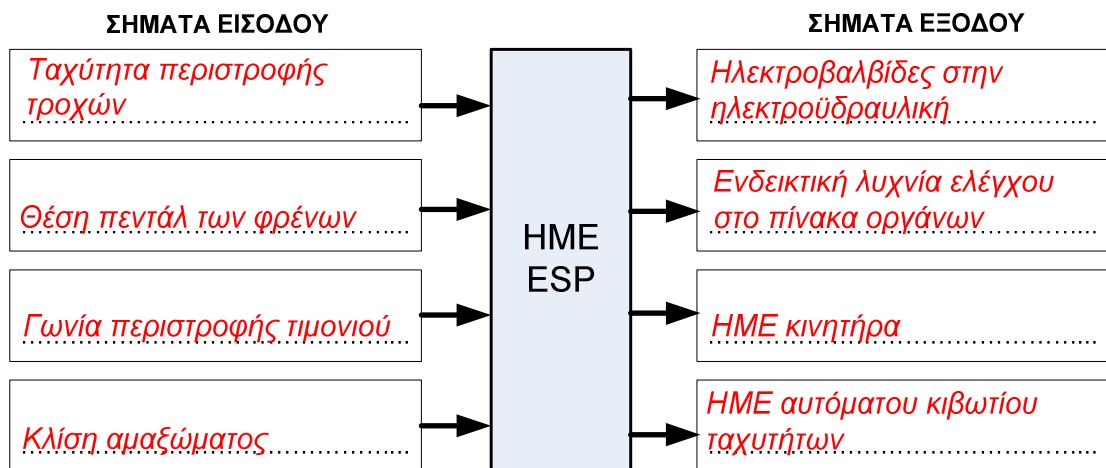 ΣΗΜΑΤΑ ΕΙΣΟΔΟΥ
Ταχύτητα περιστροφής
τροχών
Θέση πεντάλ των φρένων
Γωνία περιστροφής τιμονιού
Κλίση αμαξώματος
ΗΜΕ
ESP
ΣΗΜΑΤΑ ΕΞΟΔΟΥ
Ηλεκτροβαλβίδες στην
ηλεκτροϋδραυλική
Ενδεικτική λυχνία ελέγχου
στο πίνακα οργάνων
ΗΜΕ κινητήρα
ΗΜΕ αυτόματου κιβωτίου
ταχυτήτων